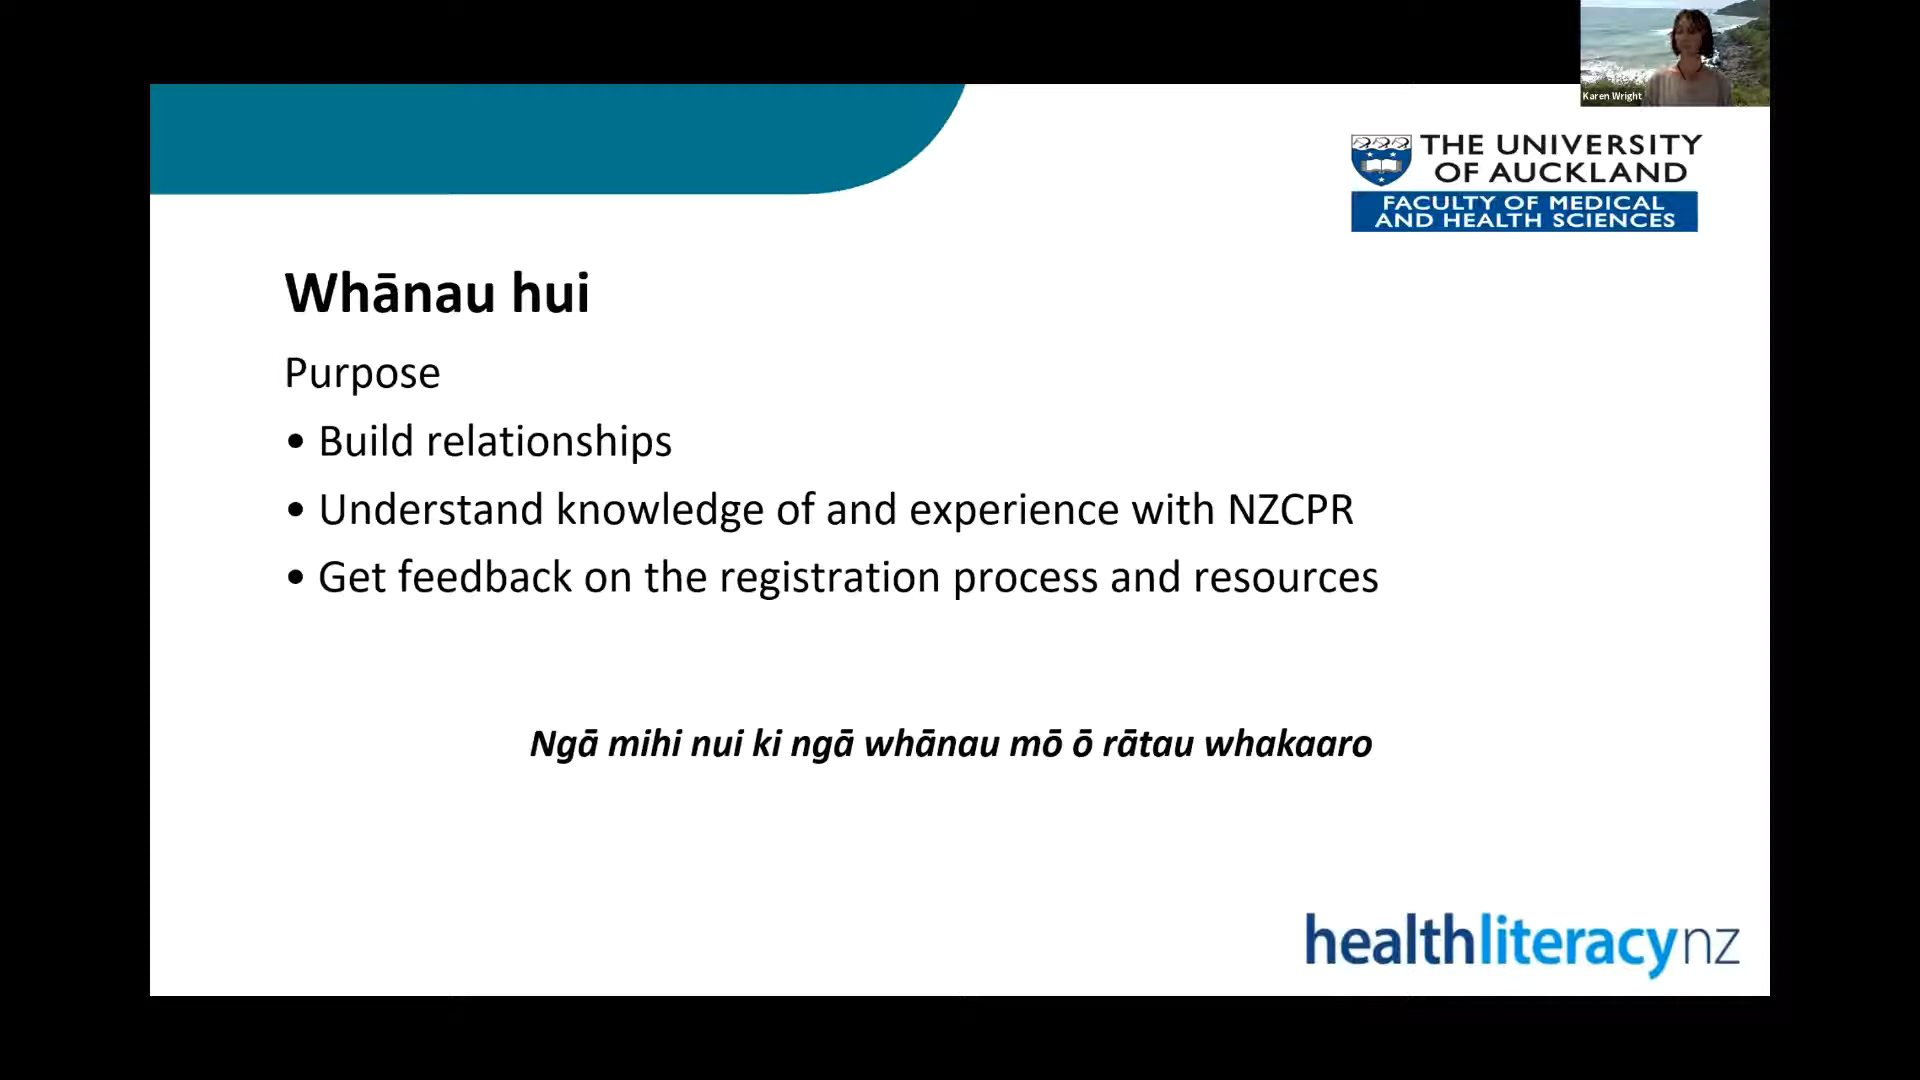 Karen Wright
THE UNIVERSITY
OF AUCKLAND
FACULTY OF MEDICAL
AND HEALTH SCIENCES
Whānau hui
Purpose
• Build relationships
• Understand knowledge of and experience with NZCPR
• Get feedback on the registration process and resources
Ngā mihi nui ki ngā whānau mō ō rātau whakaaro
healthliteracynz